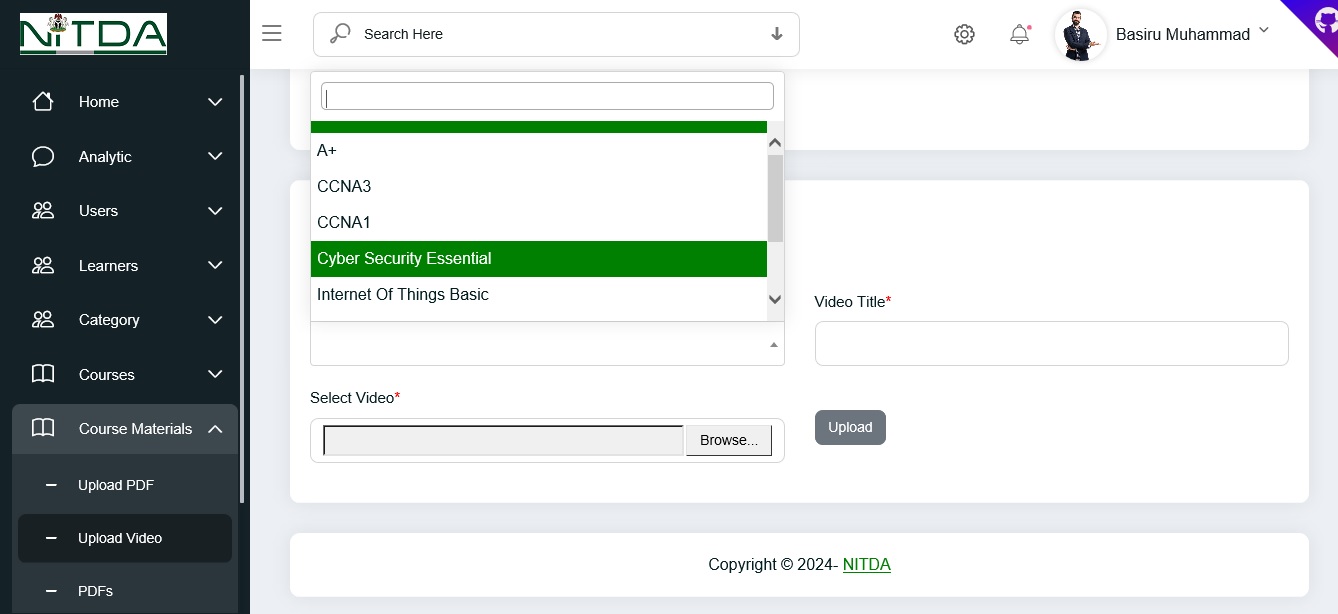 NITDA
Search Here
Basiru Muhammad
Home
Analytic
Users
Learners
Category
Courses
Course Materials
Upload PDF
Upload Video
PDFs
A+
CCNA3
CCNA1
Cyber Security Essential
Internet Of Things Basic
Video Title*
Select Video*
Browse...
Upload
Copyright © 2024- NITDA